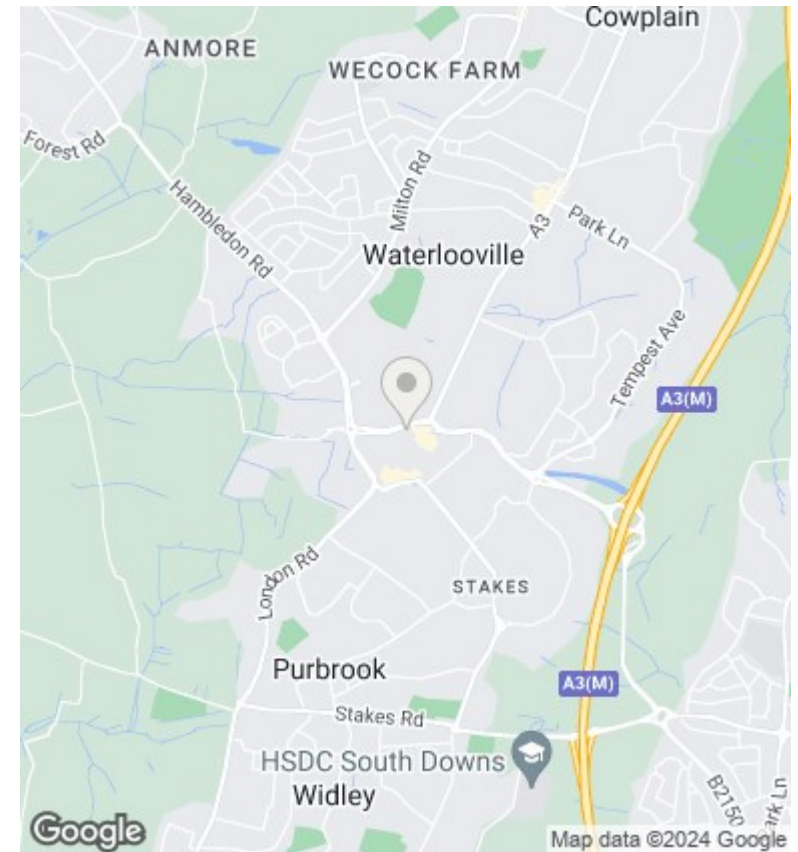 Cowplain
ANMORE
WECOCK FARM
Forest Rd
Milton Rd
Hambledon Rd
A3
Park Ln
Waterlooville
Tempest Ave
A3(M)
London Rd
STAKES
Purbrook
A3(M)
Stakes Rd
HSDC South Downs
Widley
B2150
Park Ln
Google
Map data ©2024 Google